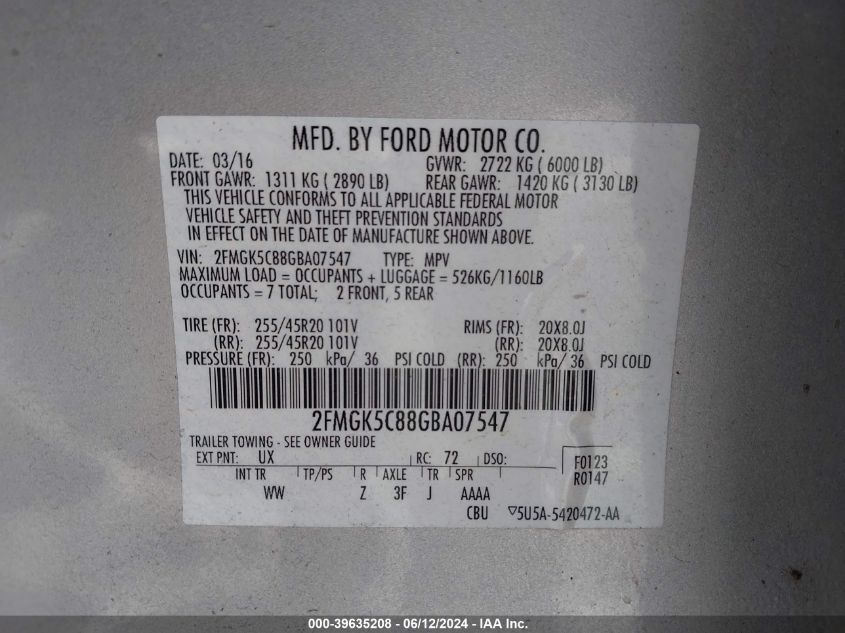 MFD. BY FORD MOTOR CO.
DATE: 03/16 GVWR: 2722 KG ( 6000 LB)
FRONT GAWR: 1311 KG ( 2890 LB) REAR GAWR: 1420 KG ( 3130 LB)
THIS VEHICLE CONFORMS TO ALL APPLICABLE FEDERAL MOTOR
VEHICLE SAFETY AND THEFT PREVENTION STANDARDS
IN EFFECT ON THE DATE OF MANUFACTURE SHOWN ABOVE.
VIN: 2FMGK5C88GBA07547 TYPE: MPV
MAXIMUM LOAD = OCCUPANTS + LUGGAGE = 526KG/1160LB
OCCUPANTS = 7 TOTAL; 2 FRONT, 5 REAR
TIRE (FR): 255/45R20 101V RIMS (FR): 20X8.0J
(RR): 255/45R20 101V (RR): 20X8.0J
PRESSURE (FR): 250 kPa/ 36 PSI COLD (RR): 250 kPa/ 36 PSI COLD
2FMGK5C88GBA07547
TRAILER TOWING - SEE OWNER GUIDE
EXT PNT: UX RC: 72 DSO: F0123
R0147
INT TR TP/PS R AXLE TR SPR
WW Z 3F J AAAA
CBU ▽5U5A-5420472-AA
000-39635208 - 06/12/2024 - IAA Inc.